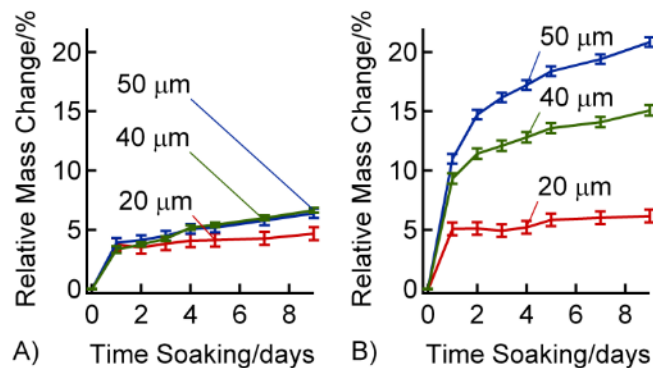 Relative Mass Change/%
20
15
10
5
0
50 μm
40 μm
20 μm
0 2 4 6 8
Time Soaking/days
A)
Relative Mass Change/%
20
15
10
5
0
50 μm
40 μm
20 μm
0 2 4 6 8
Time Soaking/days
B)